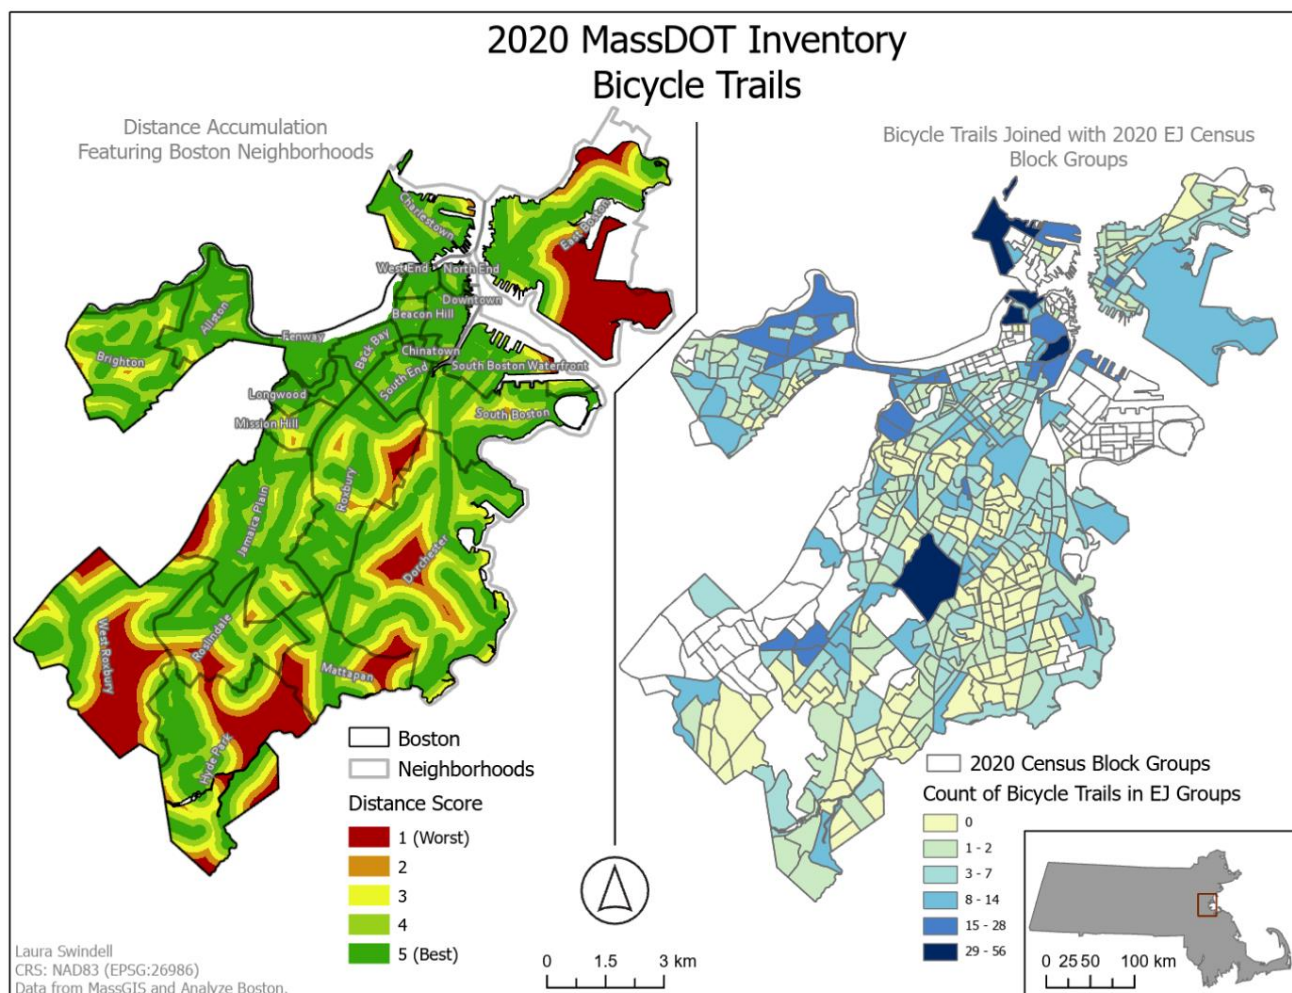 2020 MassDOT Inventory
Bicycle Trails
Distance Accumulation
Featuring Boston Neighborhoods
Bicycle Trails Joined with 2020 EJ Census
Block Groups
Charlestown
East Boston
West End
North End
Downtown
Beacon Hill
Allston
Fenway
Back Bay
Brighton
Chinatown
South End
South Boston Waterfront
Longwood
South Boston
Mission Hill
Roxbury
Jamaica Plain
Dorchester
West Roxbury
Roslindale
Mattapan
Hyde Park
Boston
Neighborhoods
Distance Score
1 (Worst)
2
3
4
5 (Best)
2020 Census Block Groups
Count of Bicycle Trails in EJ Groups
0
1 - 2
3 - 7
8 - 14
15 - 28
29 - 56
Laura Swindell
CRS: NAD83 (EPSG:26986)
Data from MassGIS and Analyze Boston.
0 1.5 3 km
0 25 50 100 km